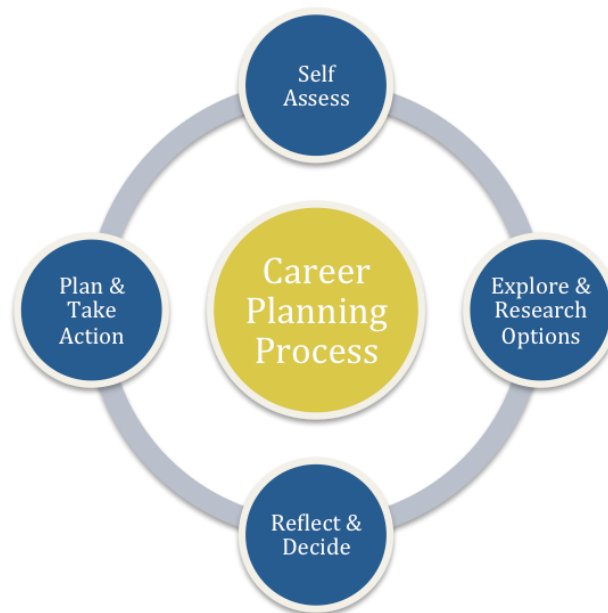 Self
Assess
Career
Planning
Process
Explore &
Research
Options
Reflect &
Decide
Plan &
Take
Action